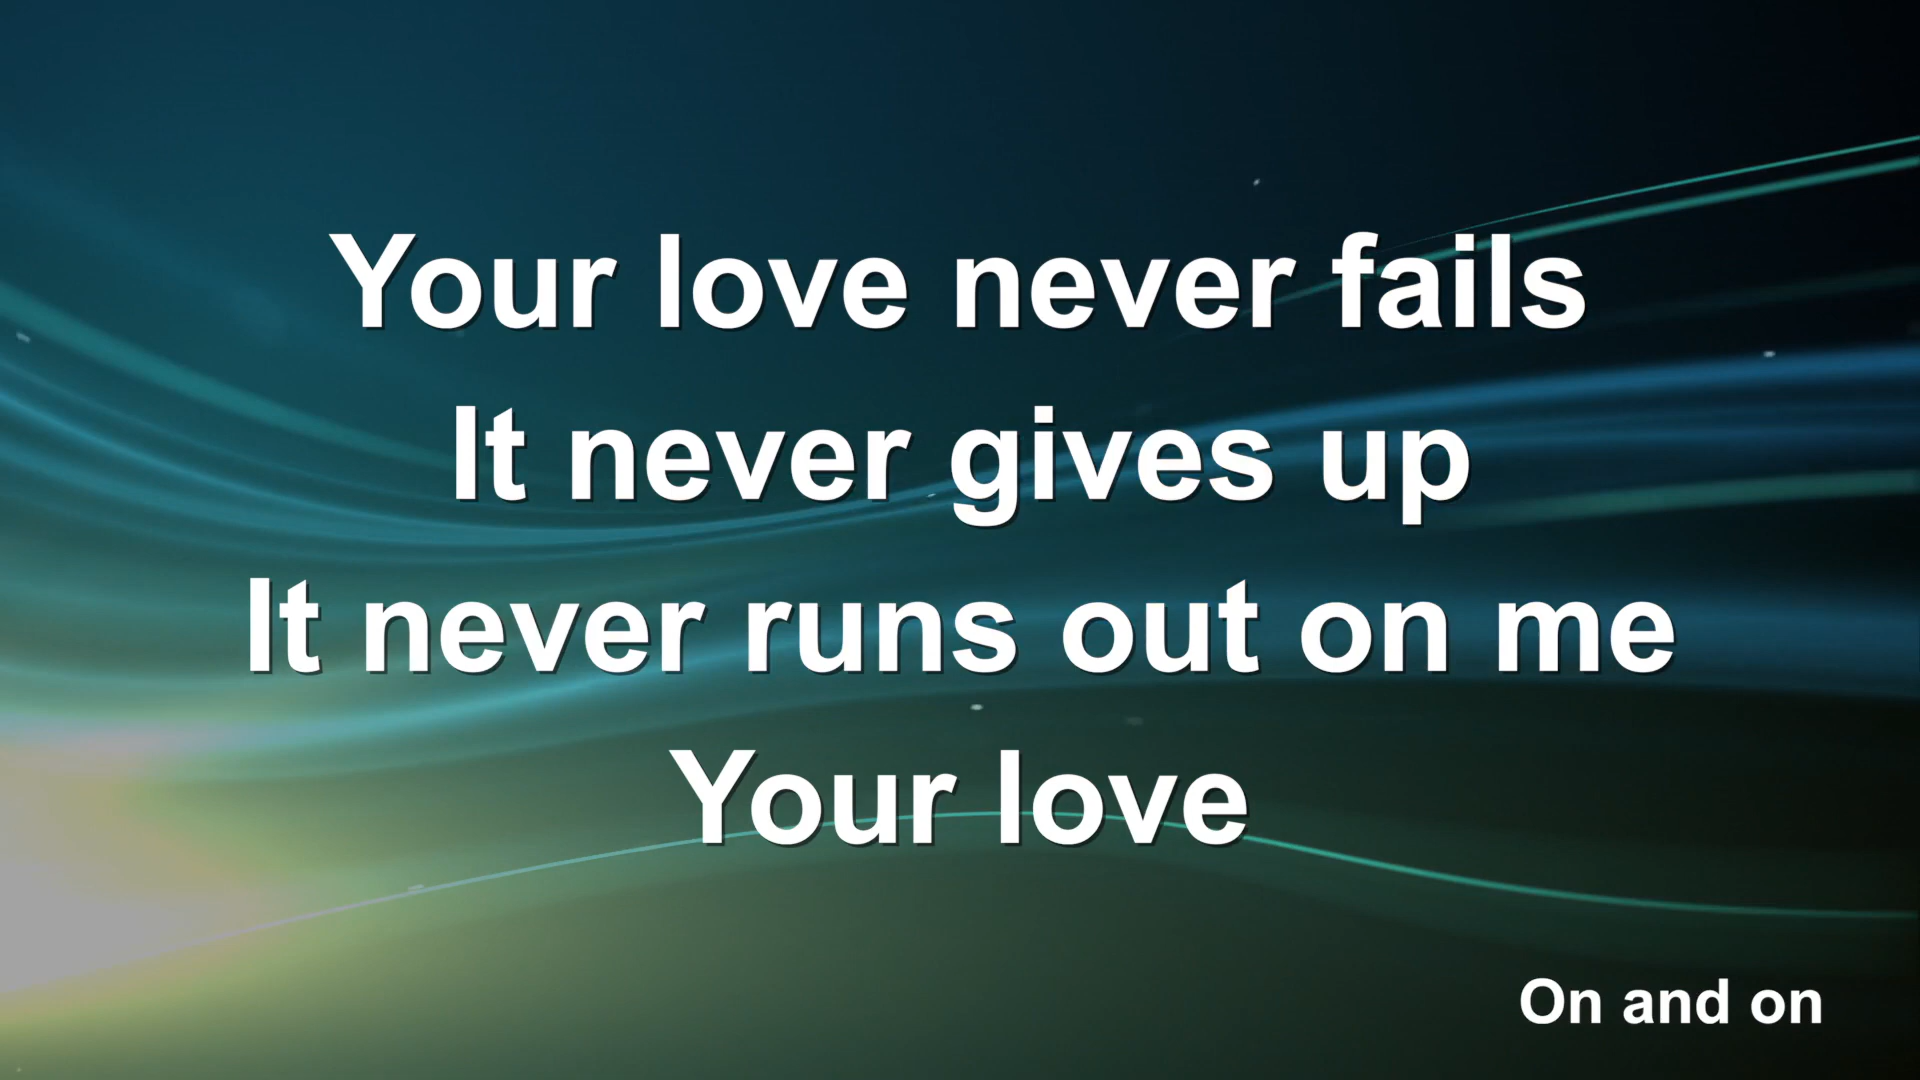 Your love never fails
It never gives up
It never runs out on me
Your love
On and on